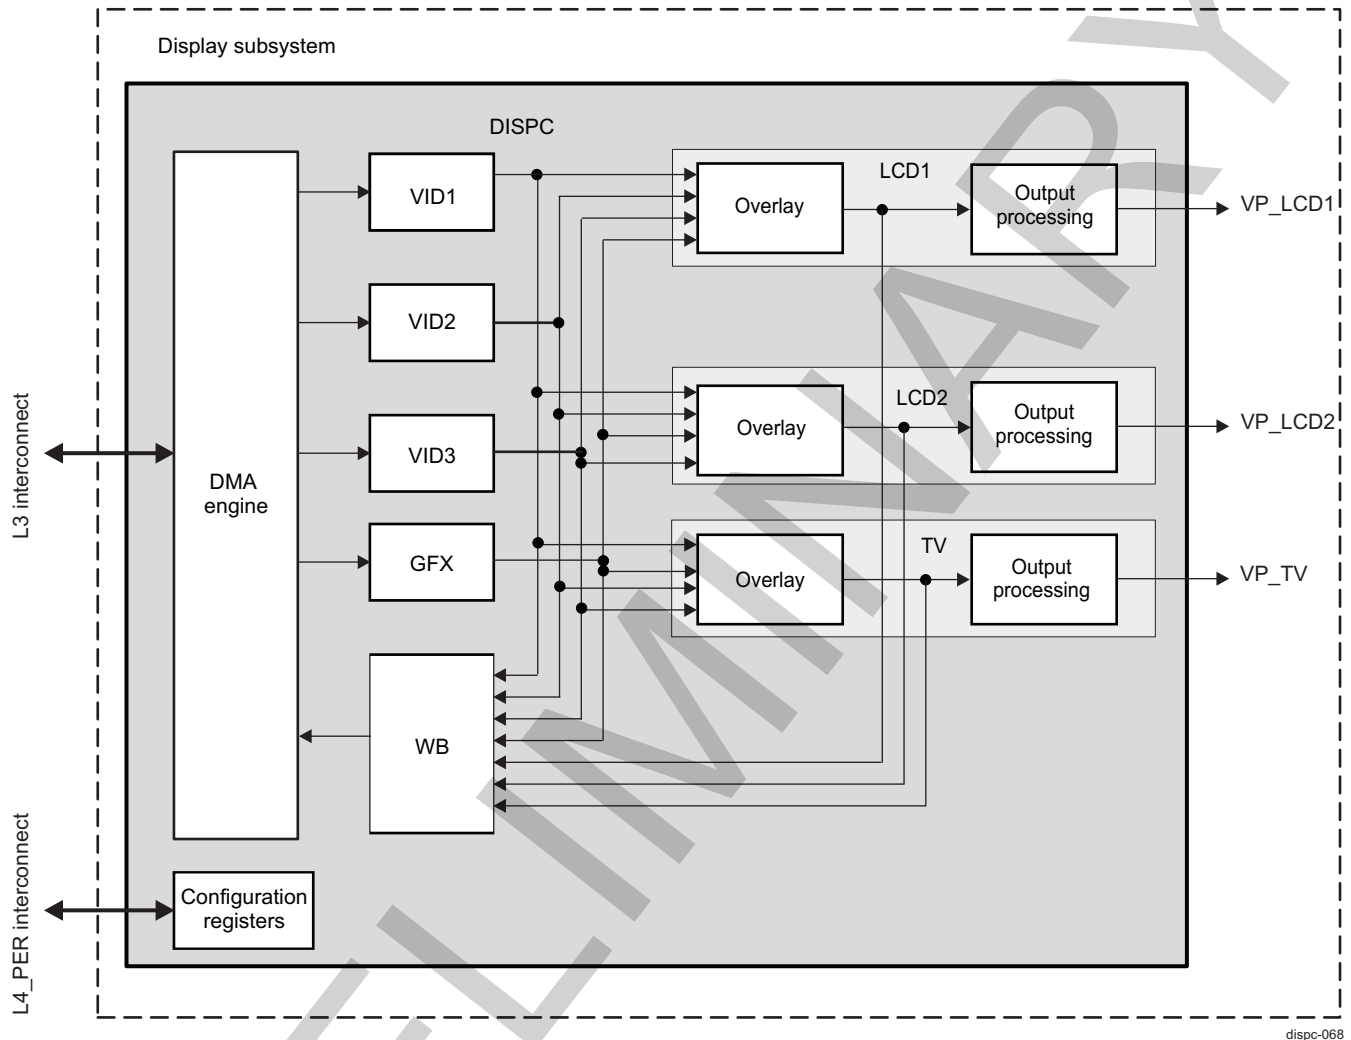 Display subsystem
DISPC
VID1
VID2
VID3
GFX
WB
DMA
engine
Configuration
registers
L3 interconnect
L4_PER interconnect
Overlay
LCD1
Output
processing
VP_LCD1
Overlay
LCD2
Output
processing
VP_LCD2
Overlay
TV
Output
processing
VP_TV
ELIMINARY
dispc-068